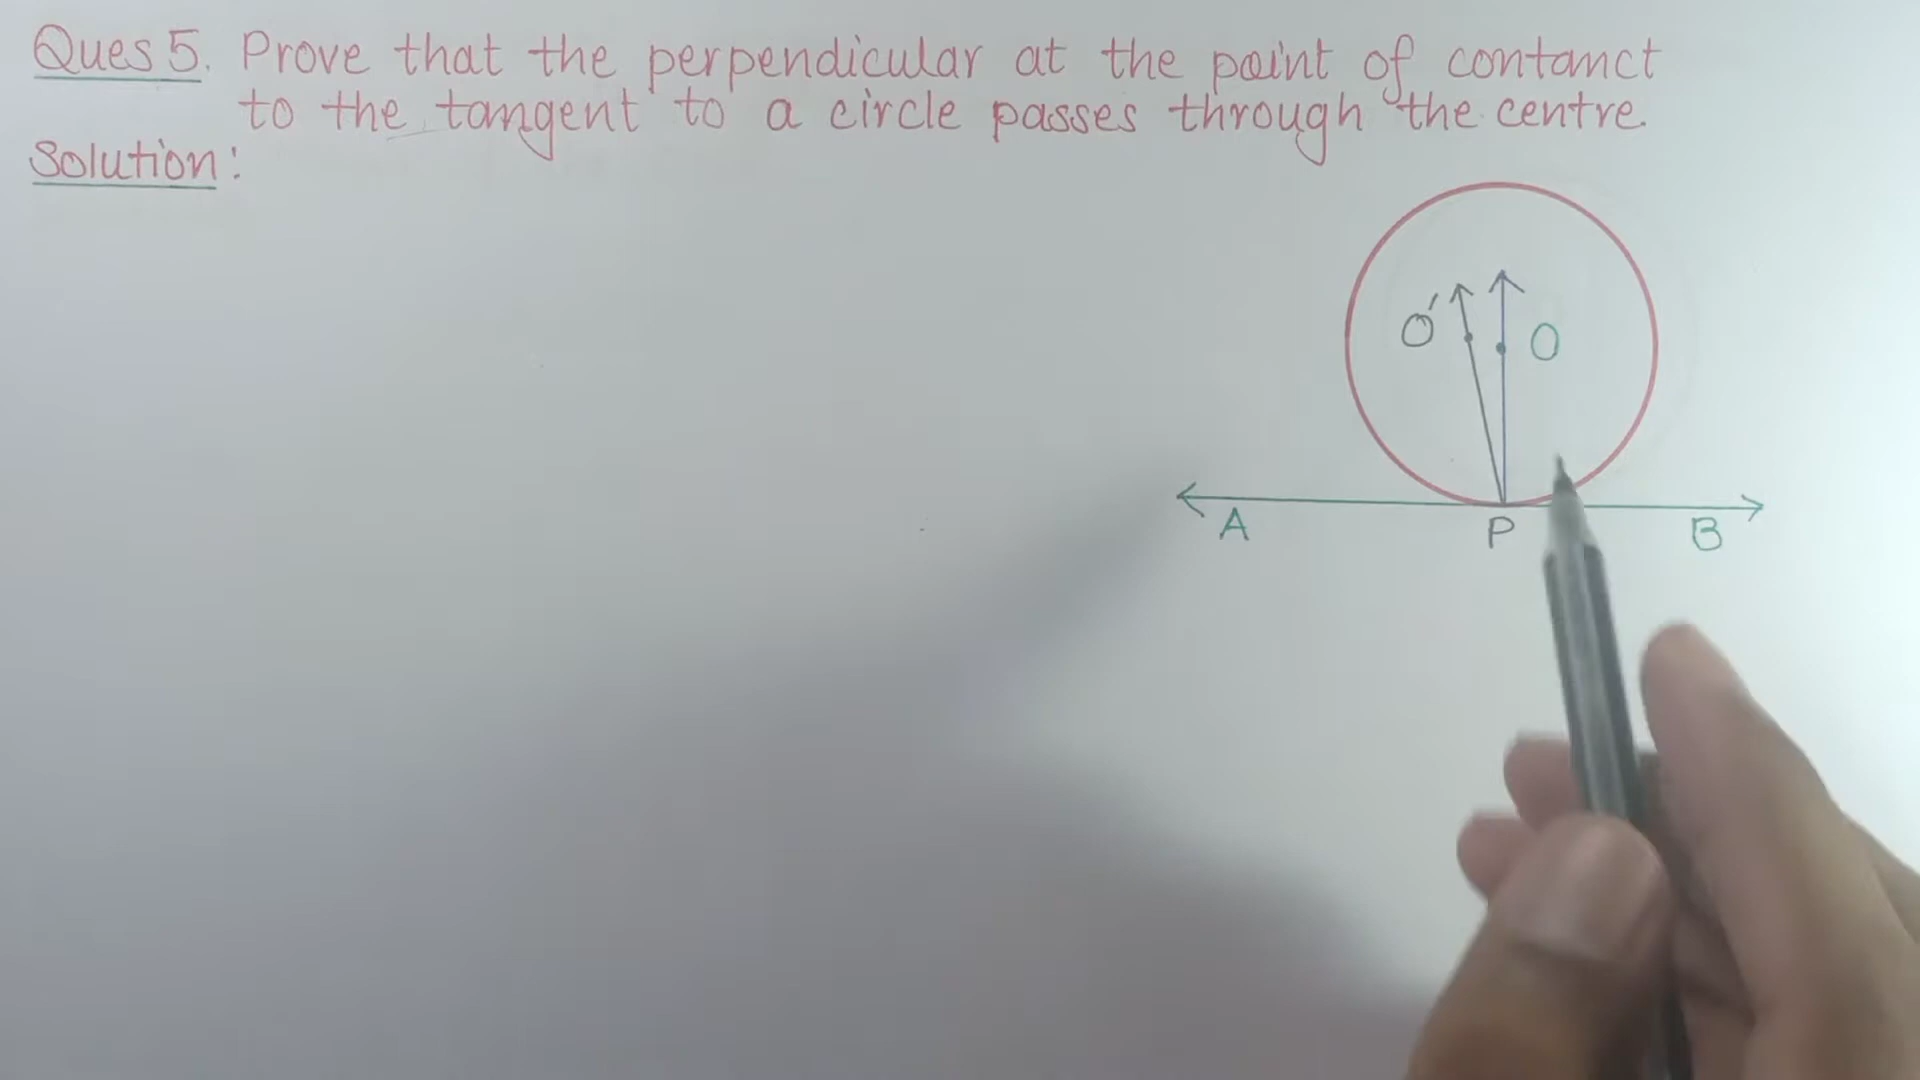 Ques 5. Prove that the perpendicular at the point of contanct
to the tangent to a circle passes through the centre.
Solution:
O' O
A P B